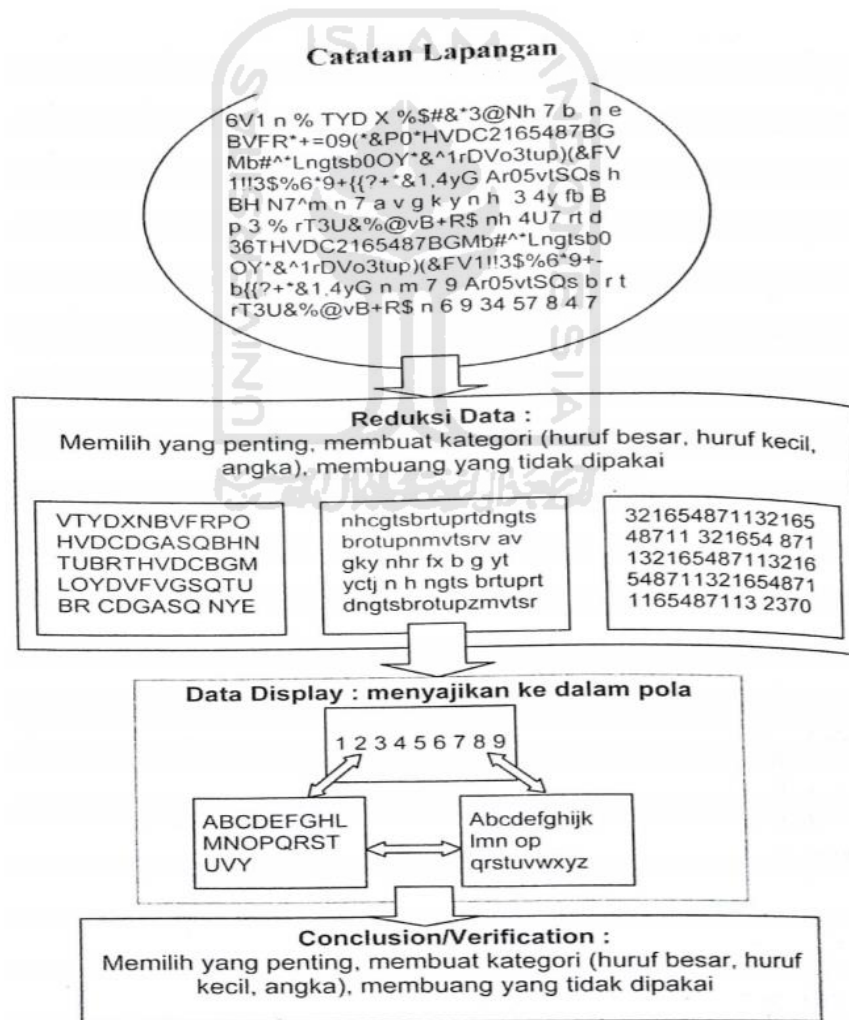 Catatan Lapangan
6V1 n % TYD X %$#&*3@Nh 7 b n e
BVFR*+=09(*&P0*HVDC2165487BG
Mb#^*Lngtsb0OY*&^1rDVo3tup)(&FV
1!!3$%6*9+{{?+*&1,4yG Ar05vtSQs h
BH N7^m n 7 a v g k y n h 3 4y fb B
p 3 % rT3U&%@vB+R$ nh 4U7 rt d
36THVDC2165487BGMb#^*Lngtsb0
OY*&^1rDVo3tup)(&FV1!!3$%6*9+-
b{{?+*&1,4yG n m 7 9 Ar05vtSQs b r t
rT3U&%@vB+R$ n 6 9 34 57 8 4 7
Reduksi Data :
Memilih yang penting, membuat kategori (huruf besar, huruf kecil,
angka), membuang yang tidak dipakai
VTYDXNBVFRPO
HVDCDGASQBHN
TUBRTHVDCBGM
LOYDVFVGSQTU
BR CDGASQ NYE
nhcgtsbrtuprtdngts
brotupnmvtsrv av
gky nhr fx b g yt
yctj n h ngts brtuprt
dngtsbrotupzmvtsr
321654871132165
48711 321654 871
132165487113216
548711321654871
1165487113 2370
Data Display : menyajikan ke dalam pola
1 2 3 4 5 6 7 8 9
ABCDEFGHL
MNOPQRST
UVY
Abcdefghijk
lmn op
qrstuvwxyz
Conclusion/Verification :
Memilih yang penting, membuat kategori (huruf besar, huruf
kecil, angka), membuang yang tidak dipakai
UNIVERSITAS
ISLAM
INDONESIA